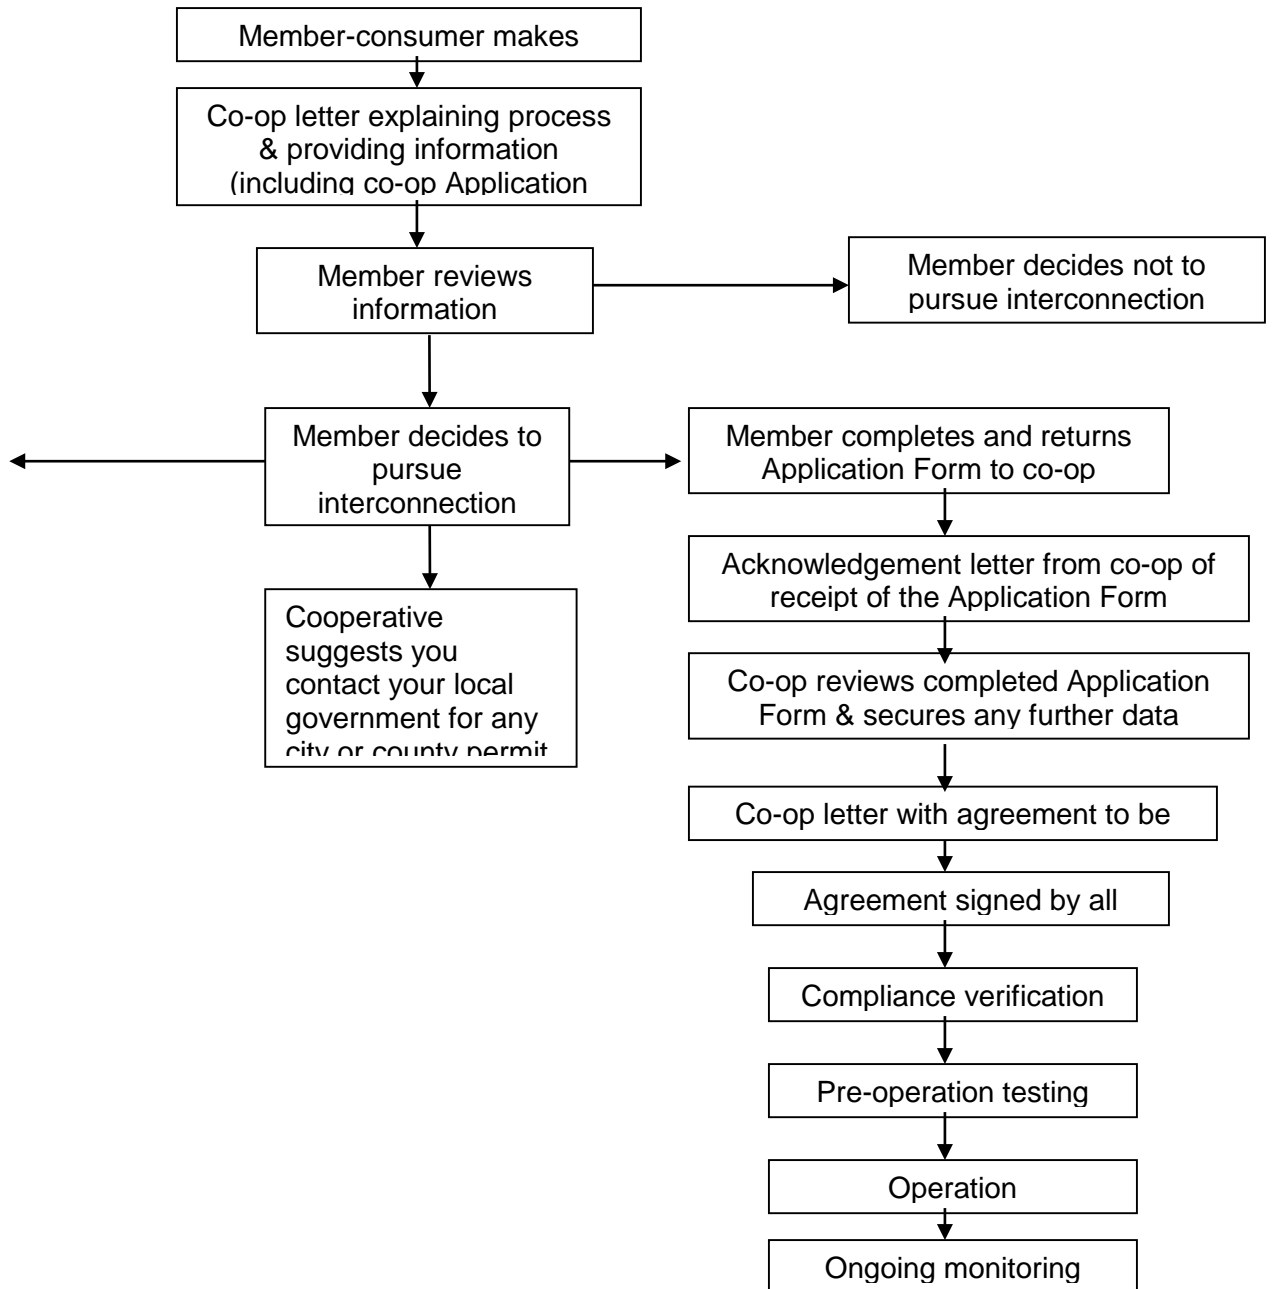 Member-consumer makes
Co-op letter explaining process
& providing information
(including co-op Application
Member reviews
information
Member decides not to
pursue interconnection
Member decides to
pursue
interconnection
Member completes and returns
Application Form to co-op
Acknowledgement letter from co-op of
receipt of the Application Form
Cooperative
suggests you
contact your local
government for any
city or county permit
Co-op reviews completed Application
Form & secures any further data
Co-op letter with agreement to be
Agreement signed by all
Compliance verification
Pre-operation testing
Operation
Ongoing monitoring